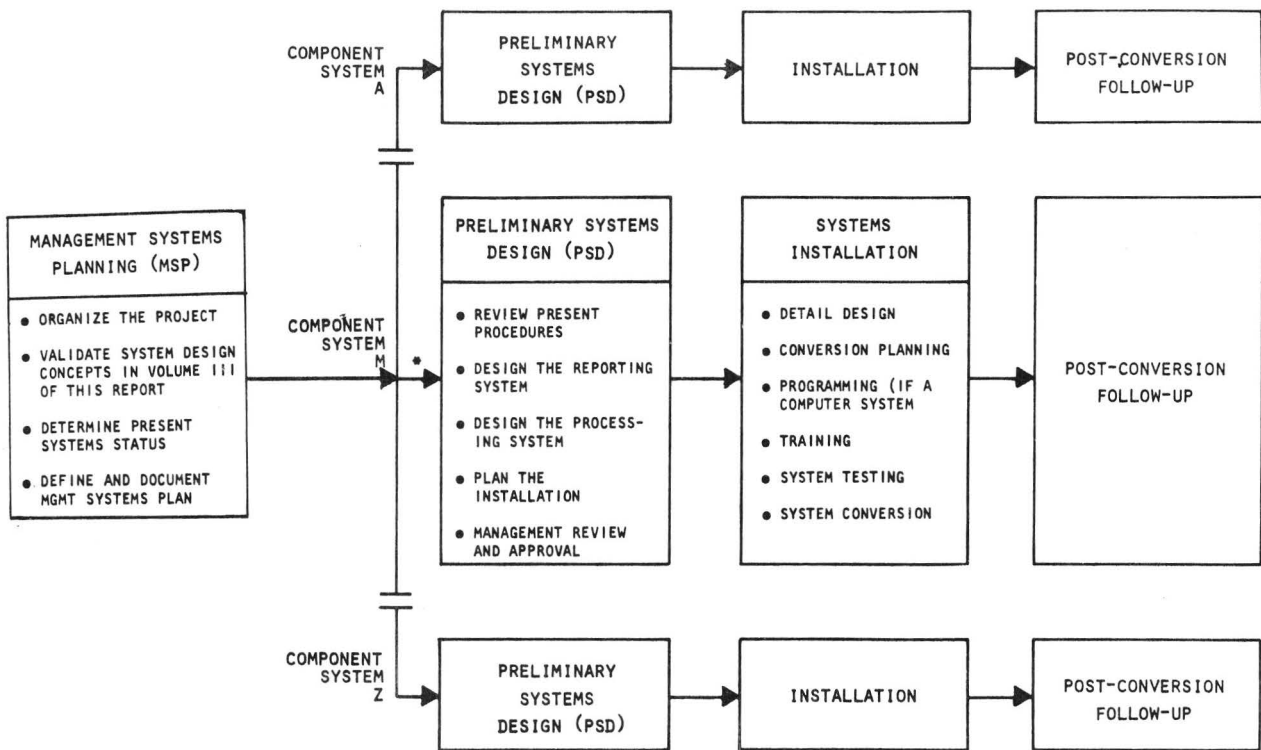 COMPONENT
SYSTEM
A
PRELIMINARY
SYSTEMS
DESIGN (PSD)
INSTALLATION
POST-CONVERSION
FOLLOW-UP
MANAGEMENT SYSTEMS
PLANNING (MSP)
● ORGANIZE THE PROJECT
● VALIDATE SYSTEM DESIGN
CONCEPTS IN VOLUME III
OF THIS REPORT
● DETERMINE PRESENT
SYSTEMS STATUS
● DEFINE AND DOCUMENT
MGMT SYSTEMS PLAN
COMPONENT
SYSTEM
M *
PRELIMINARY SYSTEMS
DESIGN (PSD)
● REVIEW PRESENT
PROCEDURES
● DESIGN THE REPORTING
SYSTEM
● DESIGN THE PROCESS-
ING SYSTEM
● PLAN THE
INSTALLATION
● MANAGEMENT REVIEW
AND APPROVAL
SYSTEMS
INSTALLATION
● DETAIL DESIGN
● CONVERSION PLANNING
● PROGRAMMING (IF A
COMPUTER SYSTEM
● TRAINING
● SYSTEM TESTING
● SYSTEM CONVERSION
POST-CONVERSION
FOLLOW-UP
COMPONENT
SYSTEM
Z
PRELIMINARY
SYSTEMS
DESIGN (PSD)
INSTALLATION
POST-CONVERSION
FOLLOW-UP